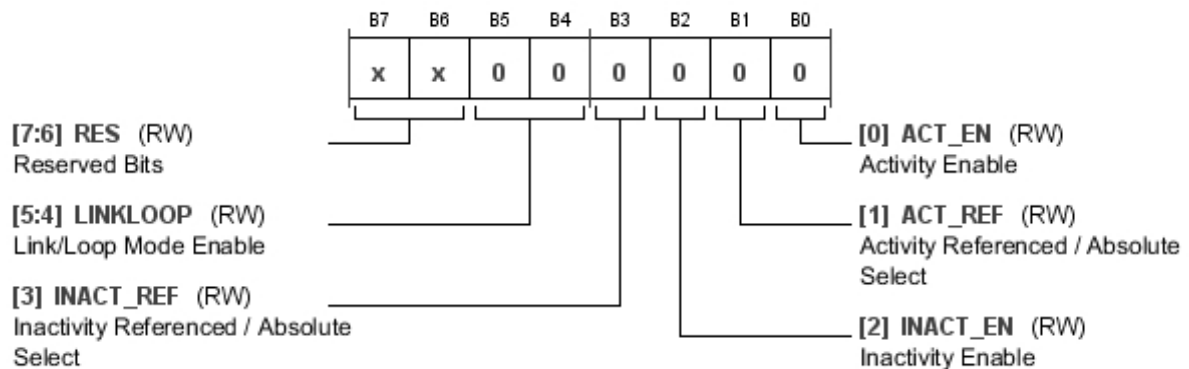 B7 B6 B5 B4 B3 B2 B1 B0
x x 0 0 0 0 0 0
[7:6] RES (RW)
Reserved Bits
[5:4] LINKLOOP (RW)
Link/Loop Mode Enable
[3] INACT_REF (RW)
Inactivity Referenced / Absolute
Select
[0] ACT_EN (RW)
Activity Enable
[1] ACT_REF (RW)
Activity Referenced / Absolute
Select
[2] INACT_EN (RW)
Inactivity Enable